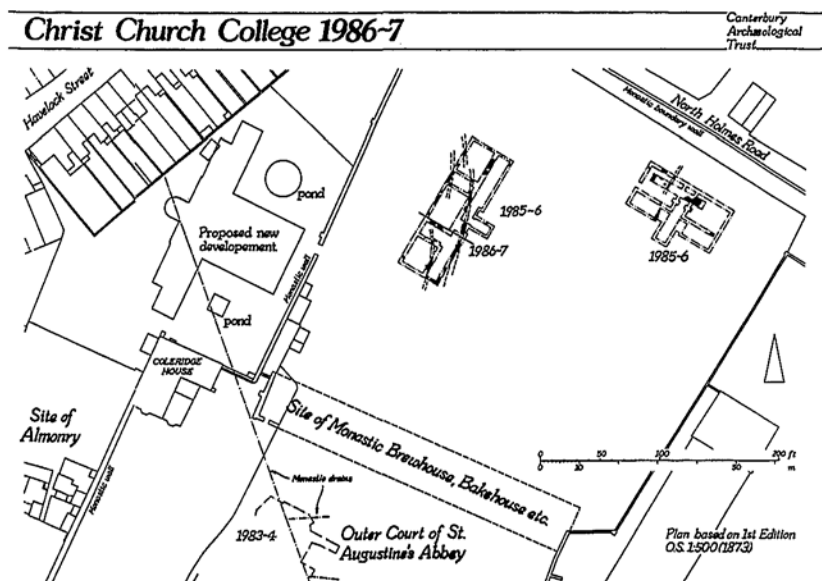 Christ Church College 1986~7
Canterbury
Archæological
Trust
Havelock Street
North Holmes Road
Monastic boundary wall
pond
1985~6
1986~7
1985~6
Proposed new
developement
Monastic wall
pond
COLERIDGE
HOUSE
Site of
Almonry
Monastic wall
Site of Monastic Brewhouse, Bakehouse etc.
0 50 100 200 ft
0 10 50 m
Monastic drains
1983~4
Outer Court of St.
Augustine's Abbey
Plan based on 1st Edition
O.S. 1:500 (1873)